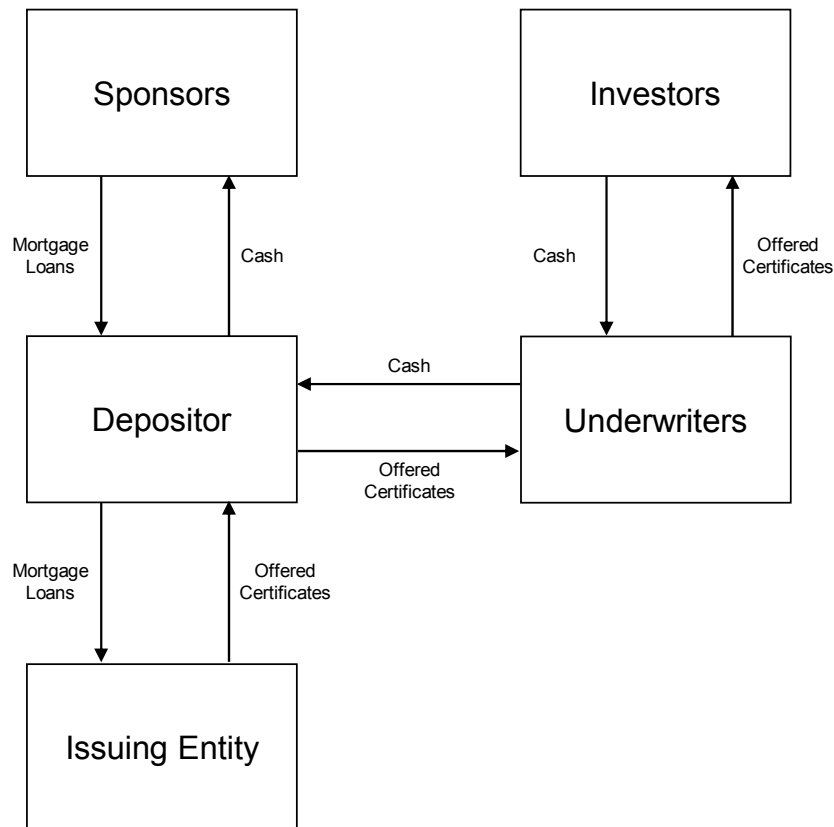 Sponsors
Investors
Mortgage
Loans
Cash
Cash
Offered
Certificates
Cash
Depositor
Underwriters
Offered
Certificates
Mortgage
Loans
Offered
Certificates
Issuing Entity